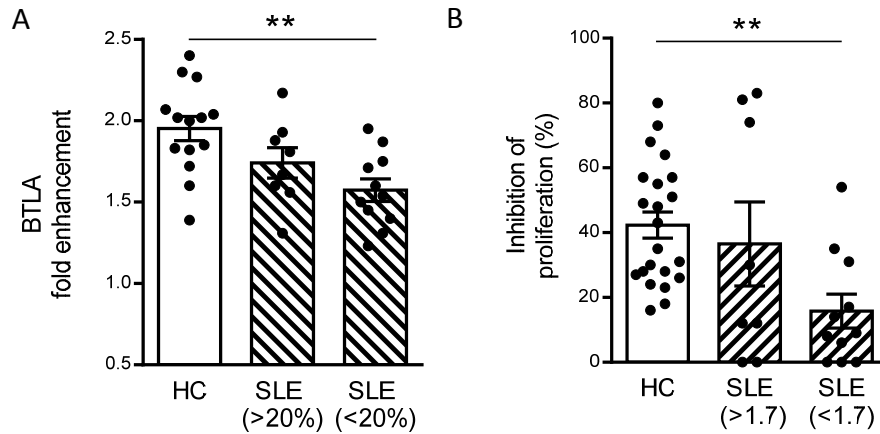 A
**
2.5
2.0
1.5
1.0
0.5
BTLA
fold enhancement
HC
SLE
(>20%)
SLE
(<20%)
B
**
100
80
60
40
20
0
Inhibition of
proliferation (%)
HC
SLE
(>1.7)
SLE
(<1.7)